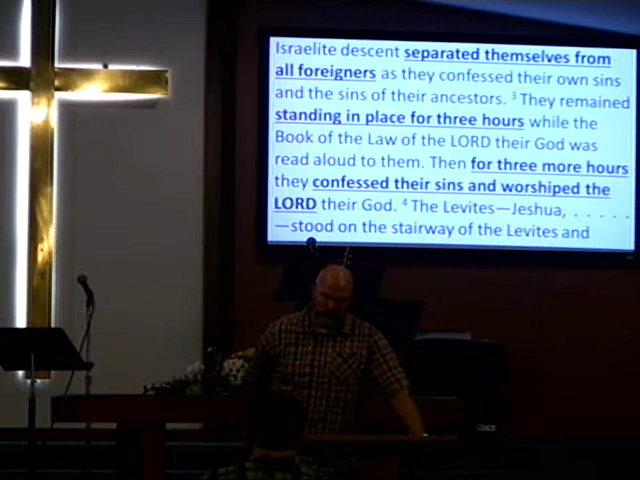 Israelite descent separated themselves from
all foreigners as they confessed their own sins
and the sins of their ancestors. ³ They remained
standing in place for three hours while the
Book of the Law of the LORD their God was
read aloud to them. Then for three more hours
they confessed their sins and worshiped the
LORD their God. ⁴ The Levites—Jeshua, . . . . .
—stood on the stairway of the Levites and